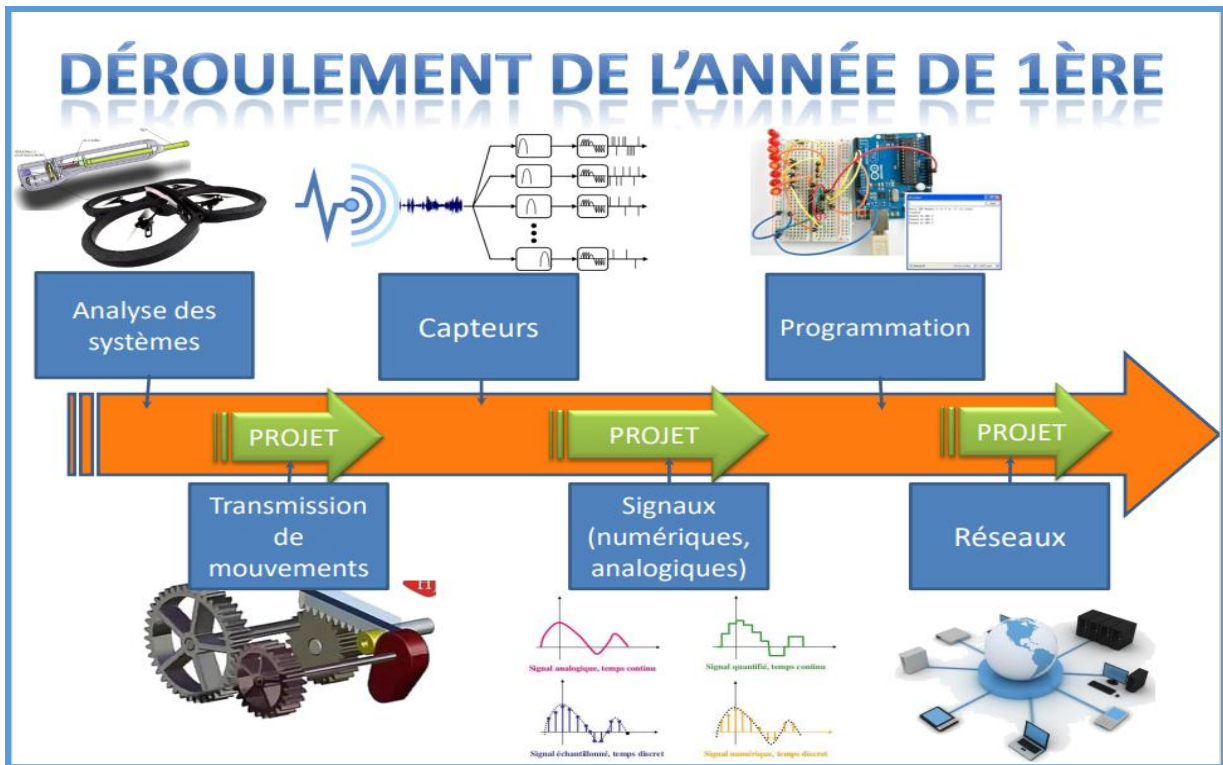 DÉROULEMENT DE L'ANNÉE DE 1ÈRE
Analyse des
systèmes
Capteurs
Programmation
PROJET
PROJET
PROJET
Transmission
de
mouvements
Signaux
(numériques,
analogiques)
Réseaux
H
Signal analogique, temps continu
Signal quantifié, temps continu
Signal échantillonné, temps discret
Signal numérique, temps discret